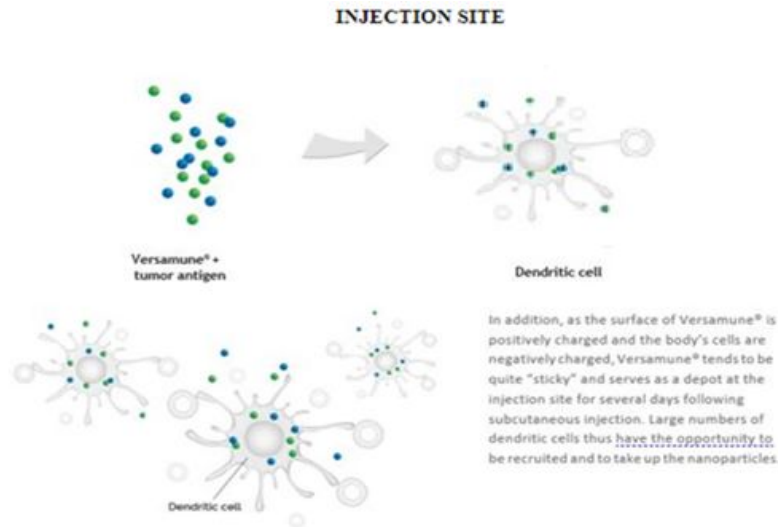 INJECTION SITE
Versamune® +
tumor antigen
Dendritic cell
In addition, as the surface of Versamune® is
positively charged and the body's cells are
negatively charged, Versamune® tends to be
quite "sticky" and serves as a depot at the
injection site for several days following
subcutaneous injection. Large numbers of
dendritic cells thus have the opportunity to
be recruited and to take up the nanoparticles
Dendritic cell